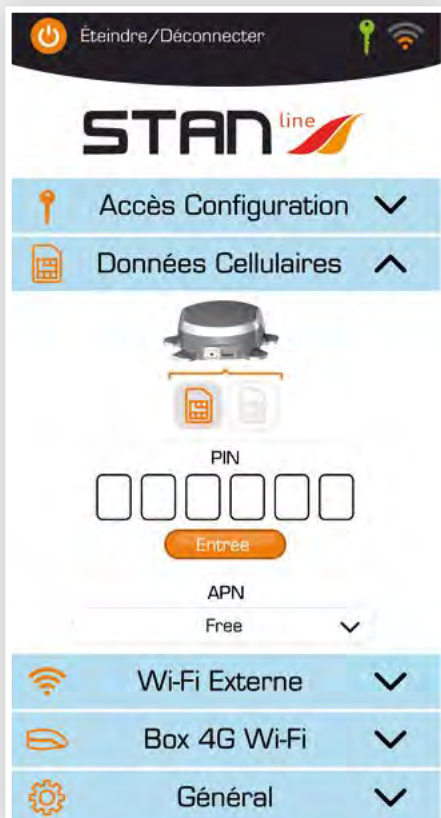 Éteindre/Déconnecter
STAN line
Accès Configuration
Données Cellulaires
PIN
Entrée
APN
Free
Wi-Fi Externe
Box 4G Wi-Fi
Général